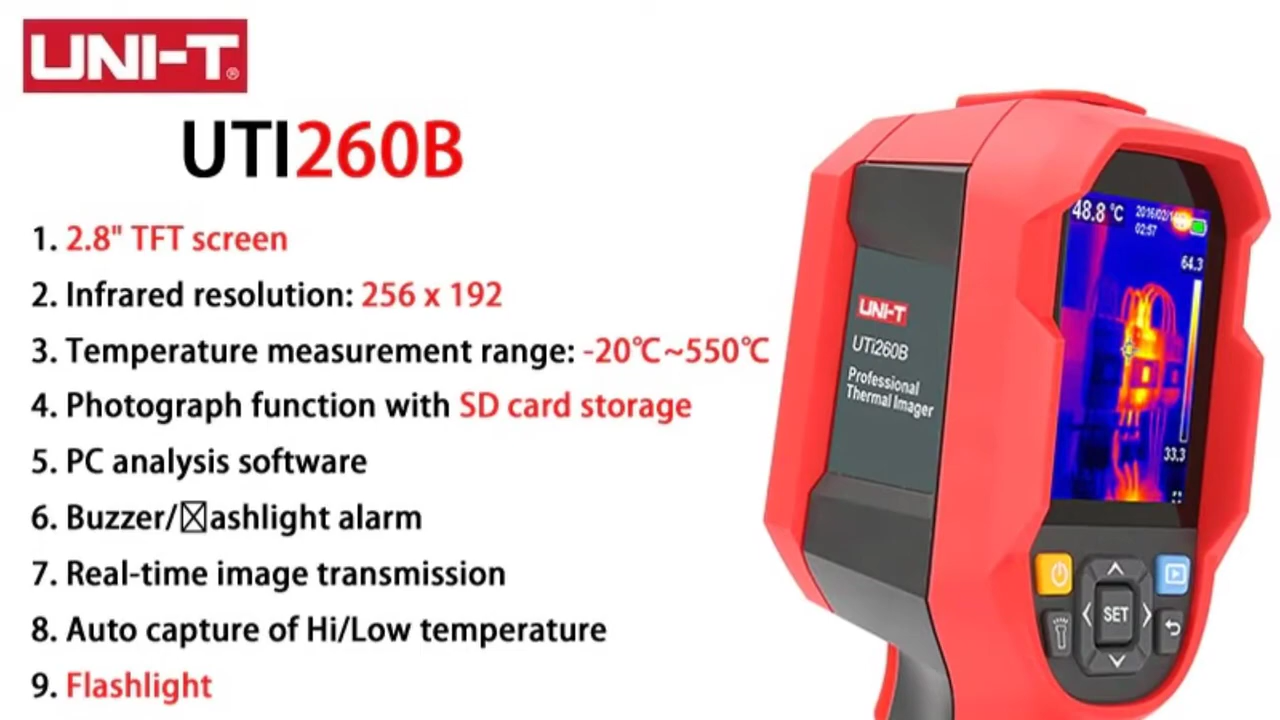 UNI-T®
UTI260B
1. 2.8" TFT screen
2. Infrared resolution: 256 x 192
3. Temperature measurement range: -20℃~550℃
4. Photograph function with SD card storage
5. PC analysis software
6. Buzzer/☒ashlight alarm
7. Real-time image transmission
8. Auto capture of Hi/Low temperature
9. Flashlight
UNI-T
UTi260B
Professional
Thermal Imager
48.8 °C
02:57
64.3
33.3
SET